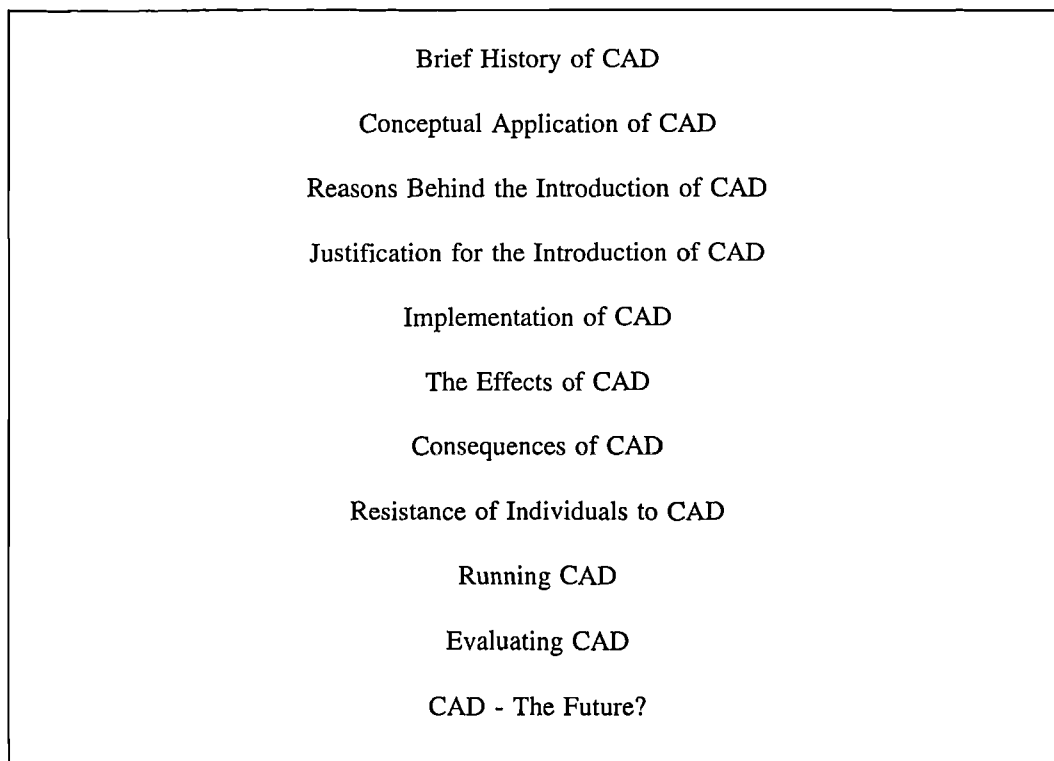 Brief History of CAD
Conceptual Application of CAD
Reasons Behind the Introduction of CAD
Justification for the Introduction of CAD
Implementation of CAD
The Effects of CAD
Consequences of CAD
Resistance of Individuals to CAD
Running CAD
Evaluating CAD
CAD - The Future?